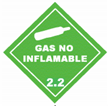 GAS NO
INFLAMABLE
2.2